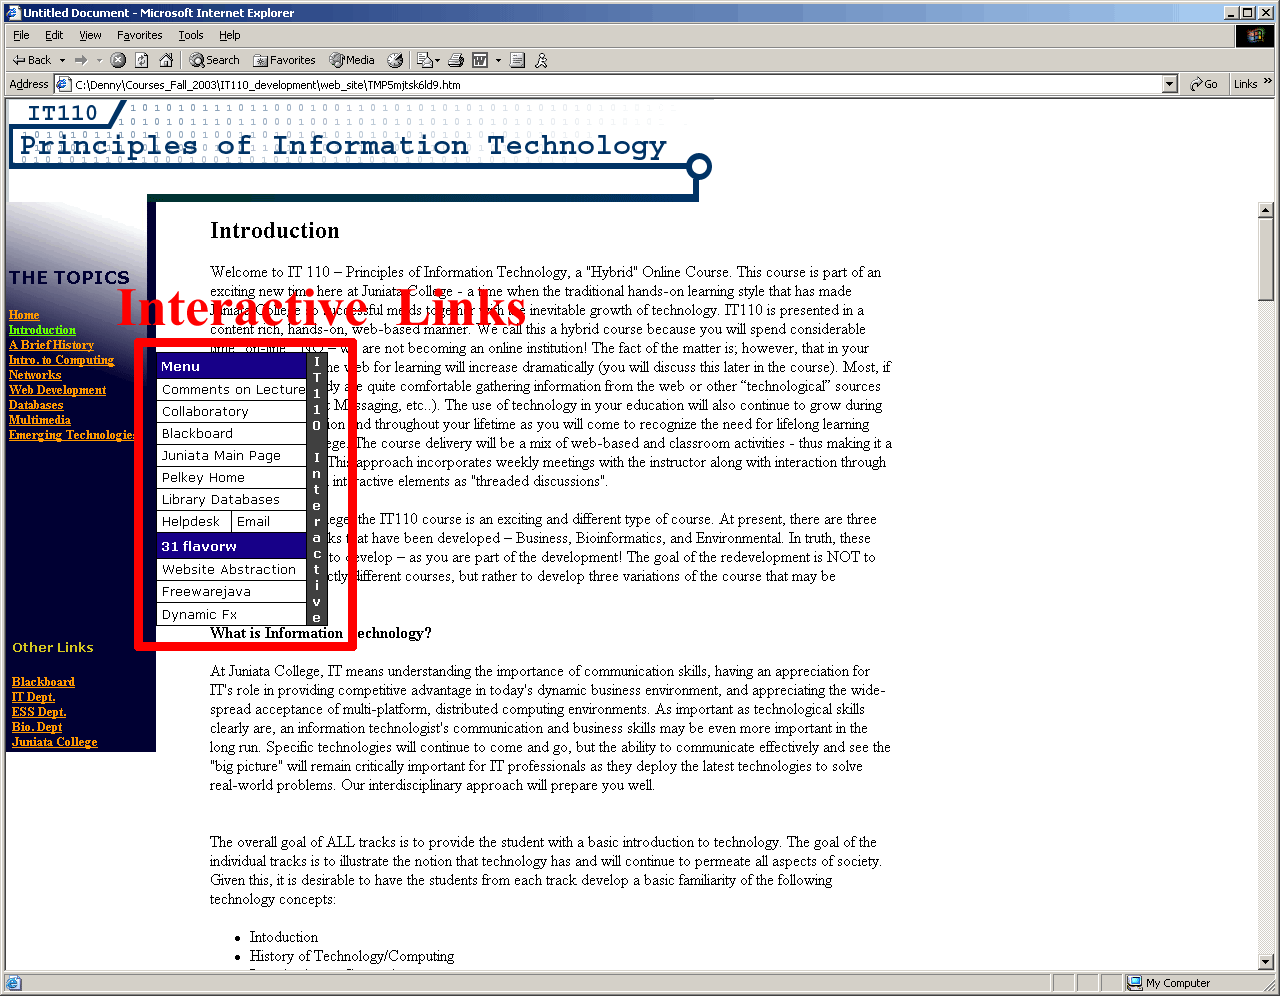 Untitled Document - Microsoft Internet Explorer
File Edit View Favorites Tools Help
Back Search Favorites Media
Address C:\Denny\Courses_Fall_2003\IT110_development\web_site\TMP5mjtsk6ld9.htm Go Links »
IT110
Principles of Information Technology
THE TOPICS
Home
Introduction
A Brief History
Intro. to Computing
Networks
Web Development
Databases
Multimedia
Emerging Technologies
Other Links
Blackboard
IT Dept.
ESS Dept.
Bio. Dept
Juniata College
Interactive Links
Menu
Comments on Lecture
Collaboratory
Blackboard
Juniata Main Page
Pelkey Home
Library Databases
Helpdesk Email
31 flavorw
Website Abstraction
Freewarejava
Dynamic Fx
IT110 Interactive
Introduction
Welcome to IT 110 – Principles of Information Technology, a "Hybrid" Online Course. This course is part of an
exciting new time here at Juniata College - a time when the traditional hands-on learning style that has made
Juniata College so successful melds together with the inevitable growth of technology. IT110 is presented in a
content rich, hands-on, web-based manner. We call this a hybrid course because you will spend considerable
time "on-line". NO – we are not becoming an online institution! The fact of the matter is; however, that in your
the web for learning will increase dramatically (you will discuss this later in the course). Most, if
are quite comfortable gathering information from the web or other “technological” sources
Messaging, etc..). The use of technology in your education will also continue to grow during
and throughout your lifetime as you will come to recognize the need for lifelong learning
The course delivery will be a mix of web-based and classroom activities - thus making it a
This approach incorporates weekly meetings with the instructor along with interaction through
interactive elements as "threaded discussions".
the IT110 course is an exciting and different type of course. At present, there are three
that have been developed – Business, Bioinformatics, and Environmental. In truth, these
to develop – as you are part of the development! The goal of the redevelopment is NOT to
different courses, but rather to develop three variations of the course that may be
What is Information Technology?
At Juniata College, IT means understanding the importance of communication skills, having an appreciation for
IT's role in providing competitive advantage in today's dynamic business environment, and appreciating the wide-
spread acceptance of multi-platform, distributed computing environments. As important as technological skills
clearly are, an information technologist's communication and business skills may be even more important in the
long run. Specific technologies will continue to come and go, but the ability to communicate effectively and see the
"big picture" will remain critically important for IT professionals as they deploy the latest technologies to solve
real-world problems. Our interdisciplinary approach will prepare you well.
The overall goal of ALL tracks is to provide the student with a basic introduction to technology. The goal of the
individual tracks is to illustrate the notion that technology has and will continue to permeate all aspects of society.
Given this, it is desirable to have the students from each track develop a basic familiarity of the following
technology concepts:
• Intoduction
• History of Technology/Computing
My Computer